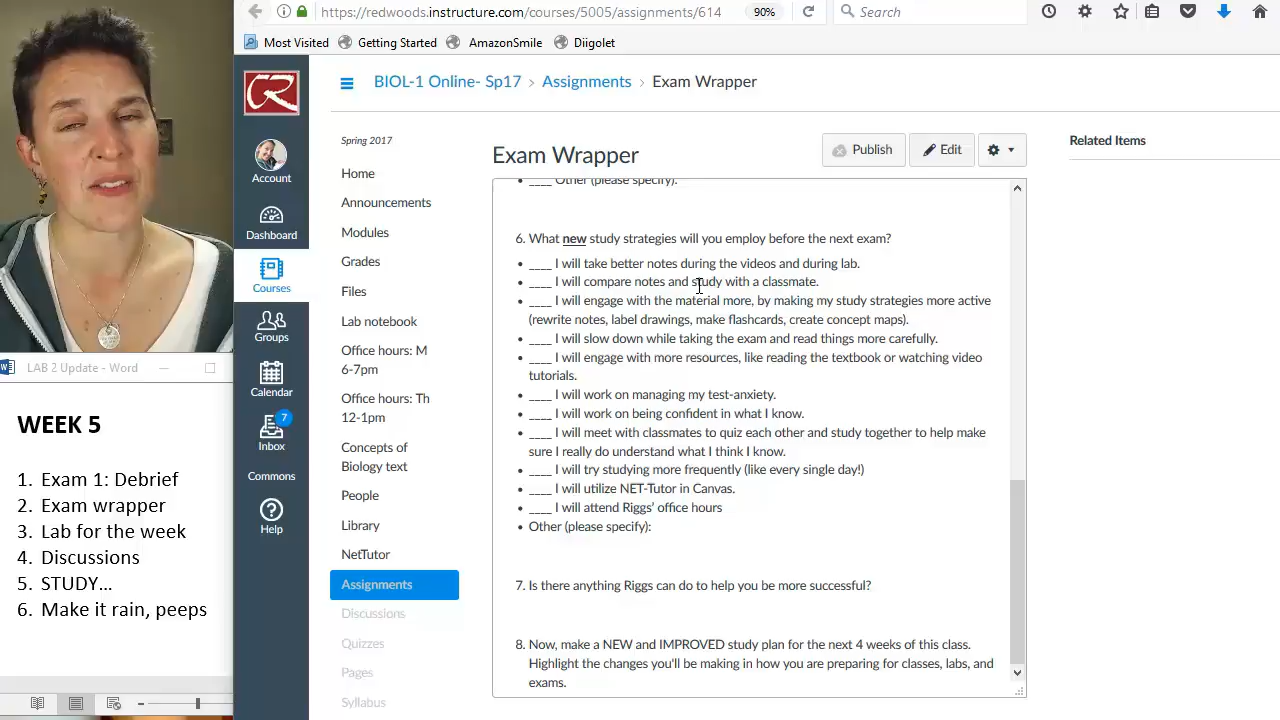 https://redwoods.instructure.com/courses/5005/assignments/614
90%
Search
Most Visited
Getting Started
AmazonSmile
Diigolet
BIOL-1 Online- Sp17 > Assignments > Exam Wrapper
Account
Dashboard
Courses
Groups
Calendar
7
Inbox
Commons
Help
Spring 2017
Home
Announcements
Modules
Grades
Files
Lab notebook
Office hours: M
6-7pm
Office hours: Th
12-1pm
Concepts of
Biology text
People
Library
NetTutor
Assignments
Discussions
Quizzes
Pages
Syllabus
Exam Wrapper
Publish
Edit
Related Items
• ____ Other (please specify):
6. What new study strategies will you employ before the next exam?
• ____ I will take better notes during the videos and during lab.
• ____ I will compare notes and study with a classmate.
• ____ I will engage with the material more, by making my study strategies more active
(rewrite notes, label drawings, make flashcards, create concept maps).
• ____ I will slow down while taking the exam and read things more carefully.
• ____ I will engage with more resources, like reading the textbook or watching video
tutorials.
• ____ I will work on managing my test-anxiety.
• ____ I will work on being confident in what I know.
• ____ I will meet with classmates to quiz each other and study together to help make
sure I really do understand what I think I know.
• ____ I will try studying more frequently (like every single day!)
• ____ I will utilize NET-Tutor in Canvas.
• ____ I will attend Riggs' office hours
• Other (please specify):
7. Is there anything Riggs can do to help you be more successful?
8. Now, make a NEW and IMPROVED study plan for the next 4 weeks of this class.
Highlight the changes you'll be making in how you are preparing for classes, labs, and
exams.
LAB 2 Update - Word
WEEK 5
1. Exam 1: Debrief
2. Exam wrapper
3. Lab for the week
4. Discussions
5. STUDY...
6. Make it rain, peeps